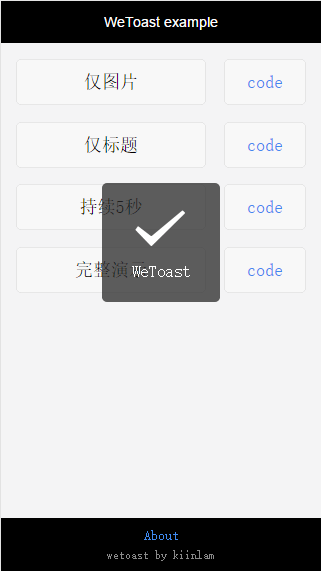 WeToast example
仅图片 code
仅标题 code
持续5秒 code
WeToast
完整演示 code
About
wetoast by kiinlam